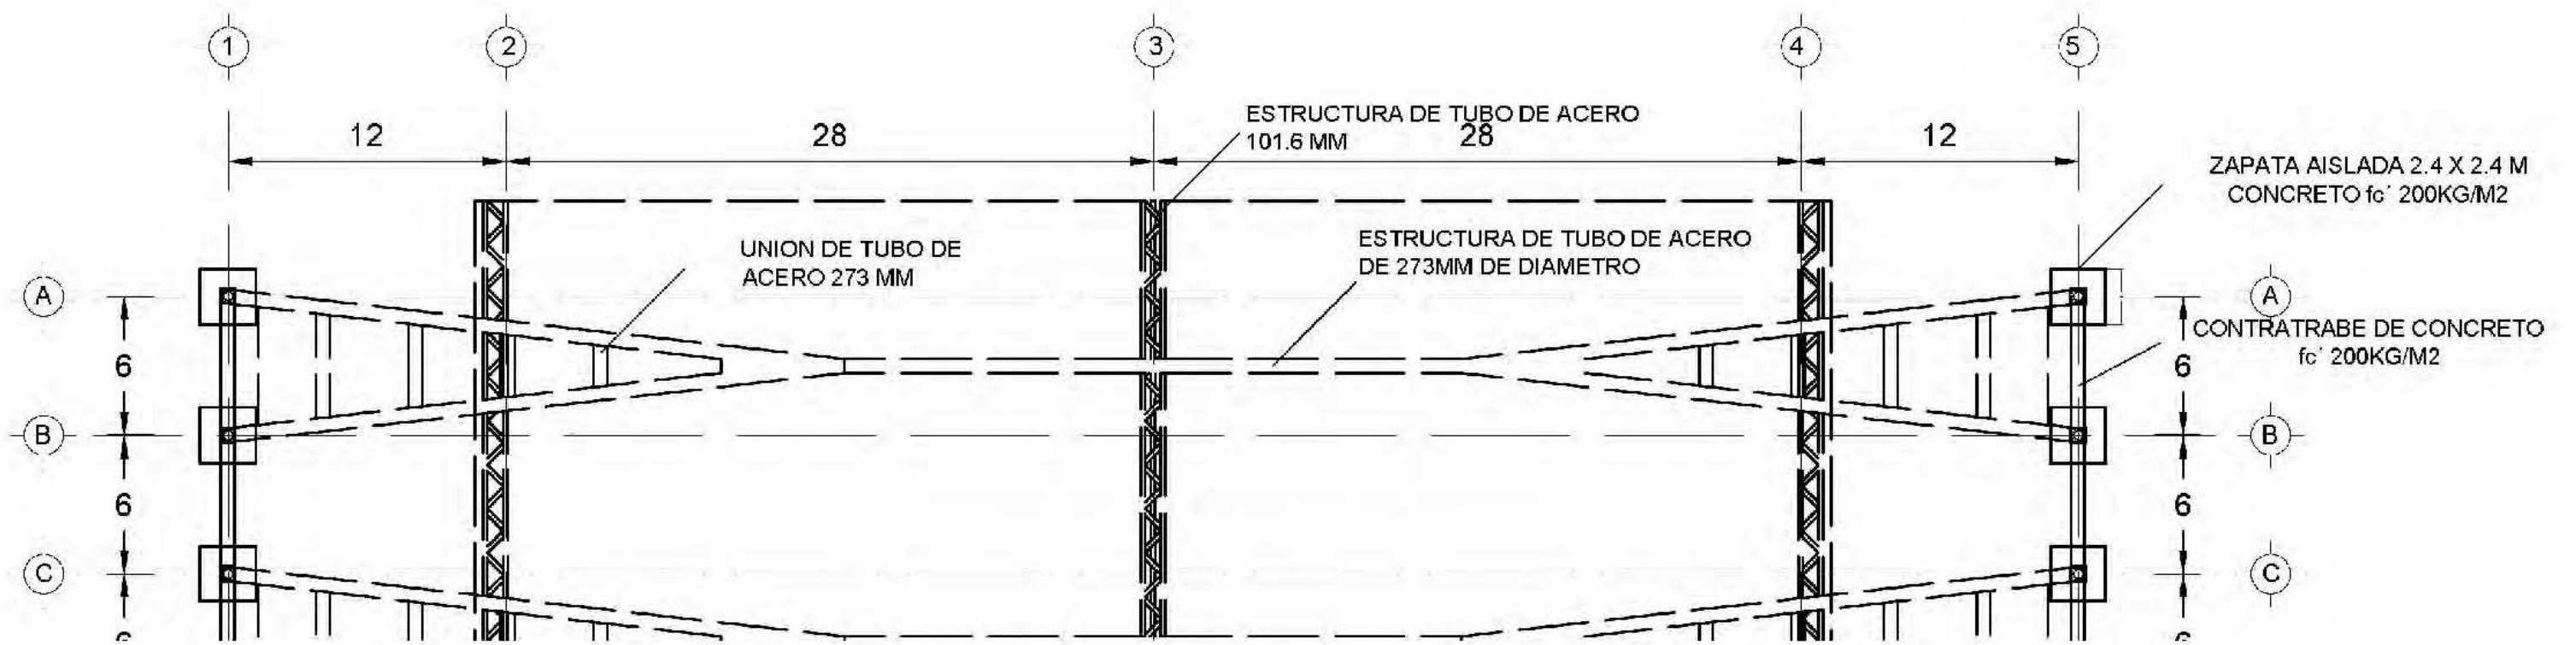 1
2
3
4
5
ESTRUCTURA DE TUBO DE ACERO
101.6 MM
12
28
28
12
ZAPATA AISLADA 2.4 X 2.4 M
CONCRETO fc´ 200KG/M2
UNION DE TUBO DE
ACERO 273 MM
ESTRUCTURA DE TUBO DE ACERO
DE 273MM DE DIAMETRO
A
A
CONTRATRABE DE CONCRETO
fc´ 200KG/M2
6
6
B
B
6
6
C
C